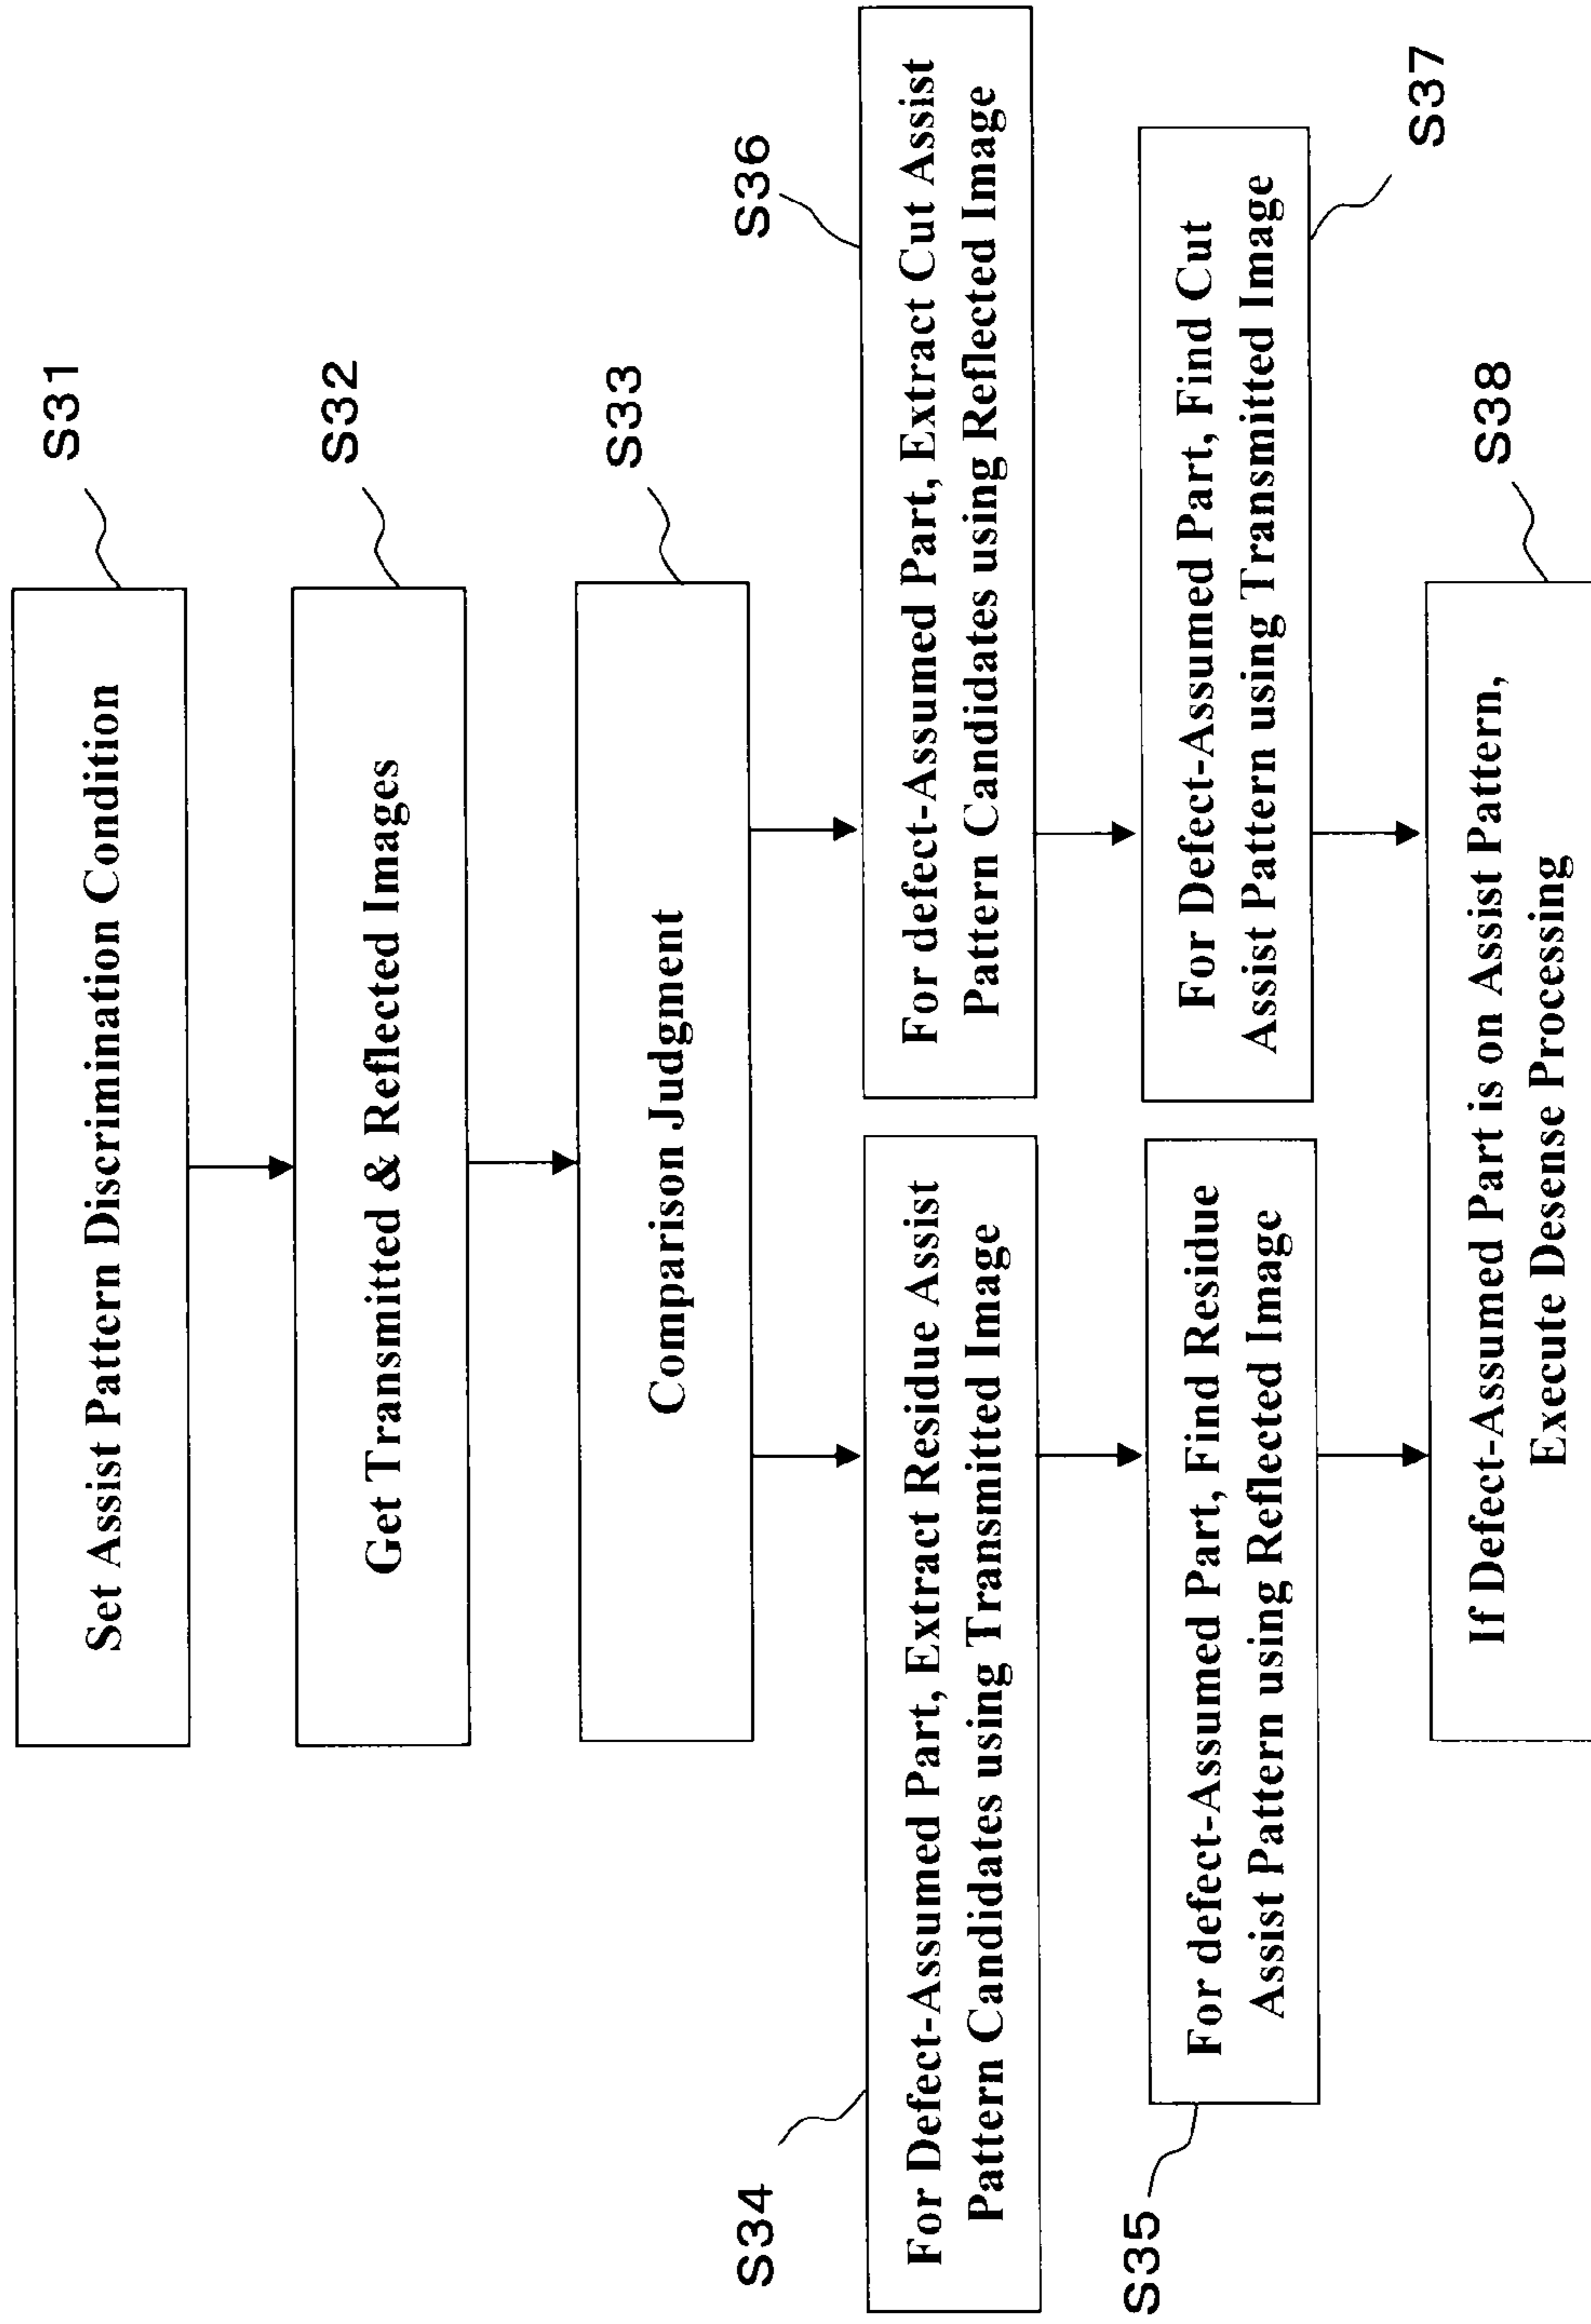 S31
Set Assist Pattern Discrimination Condition
S32
Get Transmitted & Reflected Images
S33
Comparison Judgment
S34
For Defect-Assumed Part, Extract Residue Assist
Pattern Candidates using Transmitted Image
S36
For defect-Assumed Part, Extract Cut Assist
Pattern Candidates using Reflected Image
S35
For defect-Assumed Part, Find Residue
Assist Pattern using Reflected Image
For Defect-Assumed Part, Find Cut
Assist Pattern using Transmitted Image
S37
S38
If Defect-Assumed Part is on Assist Pattern,
Execute Desense Processing